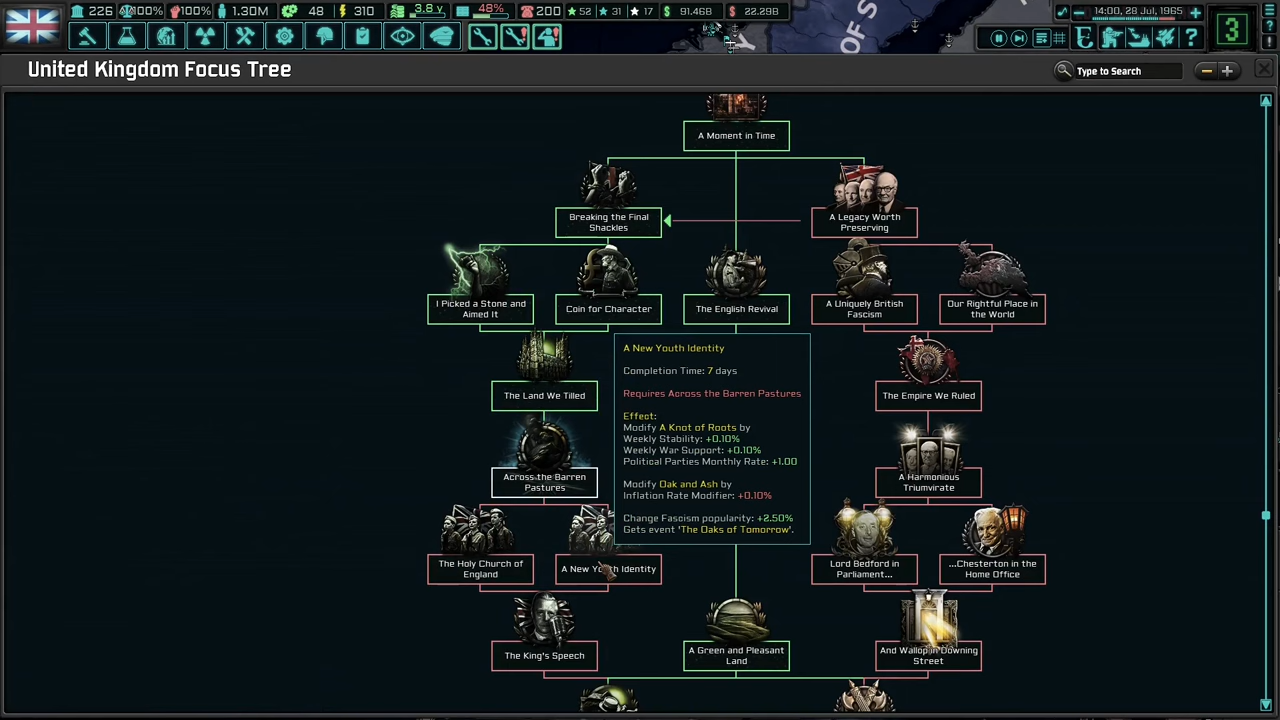 226 100% 100% 1.30M 48 310 3.8 v 48% 200 52 31 17 $ 91.46B $ 22.29B 14:00, 28 Jul, 1965 3
OF S
United Kingdom Focus Tree
Type to Search
A Moment in Time
Breaking the Final
Shackles
A Legacy Worth
Preserving
I Picked a Stone and
Aimed It
Coin for Character
The English Revival
A Uniquely British
Fascism
Our Rightful Place in
the World
A New Youth Identity
Completion Time: 7 days
Requires Across the Barren Pastures
Effect:
Modify A Knot of Roots by
Weekly Stability: +0.10%
Weekly War Support: +0.10%
Political Parties Monthly Rate: +1.00
Modify Oak and Ash by
Inflation Rate Modifier: +0.10%
Change Fascism popularity: +2.50%
Gets event 'The Oaks of Tomorrow'.
The Land We Tilled
The Empire We Ruled
Across the Barren
Pastures
A Harmonious
Triumvirate
The Holy Church of
England
A New Youth Identity
Lord Bedford in
Parliament...
...Chesterton in the
Home Office
The King's Speech
A Green and Pleasant
Land
And Wallop in Downing
Street